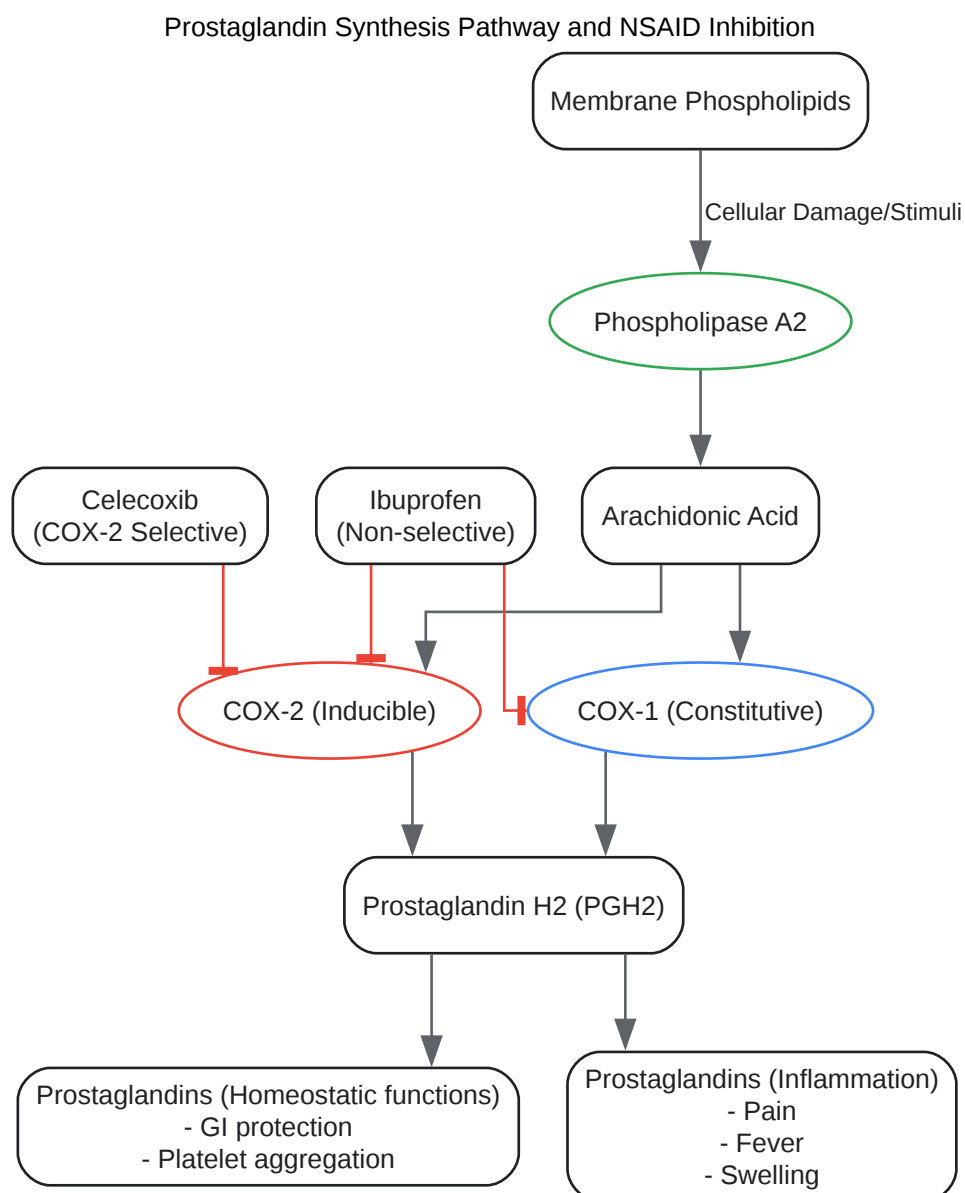 Prostaglandin Synthesis Pathway and NSAID Inhibition
Membrane Phospholipids
Cellular Damage/Stimuli
Phospholipase A2
Celecoxib
(COX-2 Selective)
Ibuprofen
(Non-selective)
Arachidonic Acid
COX-2 (Inducible)
COX-1 (Constitutive)
Prostaglandin H2 (PGH2)
Prostaglandins (Homeostatic functions)
- GI protection
- Platelet aggregation
Prostaglandins (Inflammation)
- Pain
- Fever
- Swelling